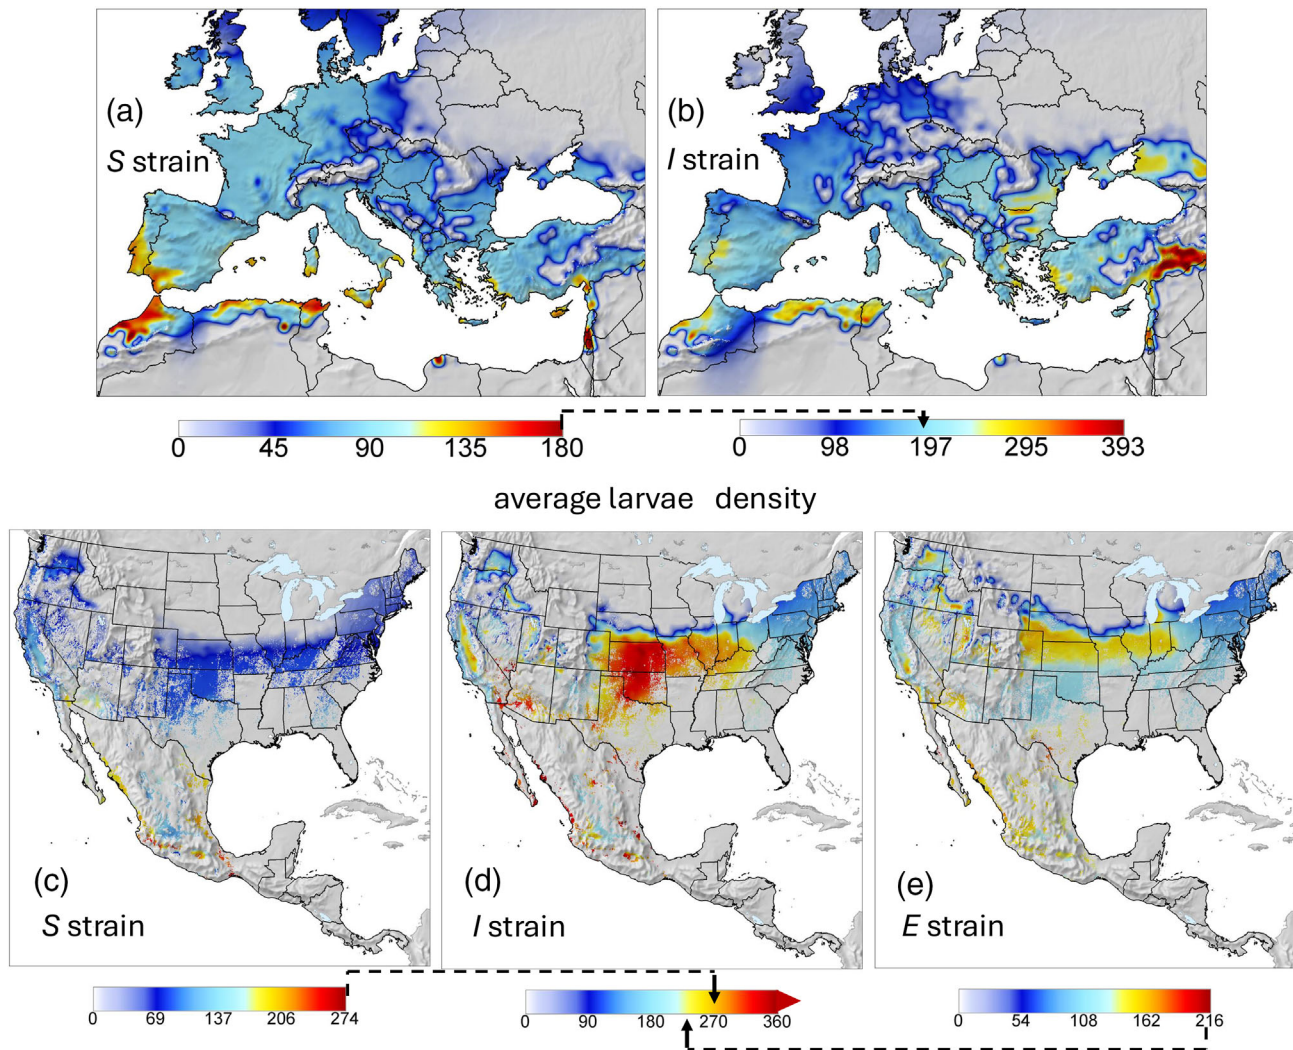 (a)
S strain
(b)
I strain
0 45 90 135 180
0 98 197 295 393
average larvae density
(c)
S strain
(d)
I strain
(e)
E strain
0 69 137 206 274
0 90 180 270 360
0 54 108 162 216